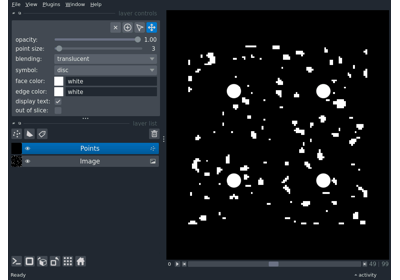 File View Plugins Window Help
layer controls
opacity: 1.00
point size: 3
blending: translucent
symbol: disc
face color: white
edge color: white
display text:
out of slice:
layer list
Points
Image
49 99
Ready
activity